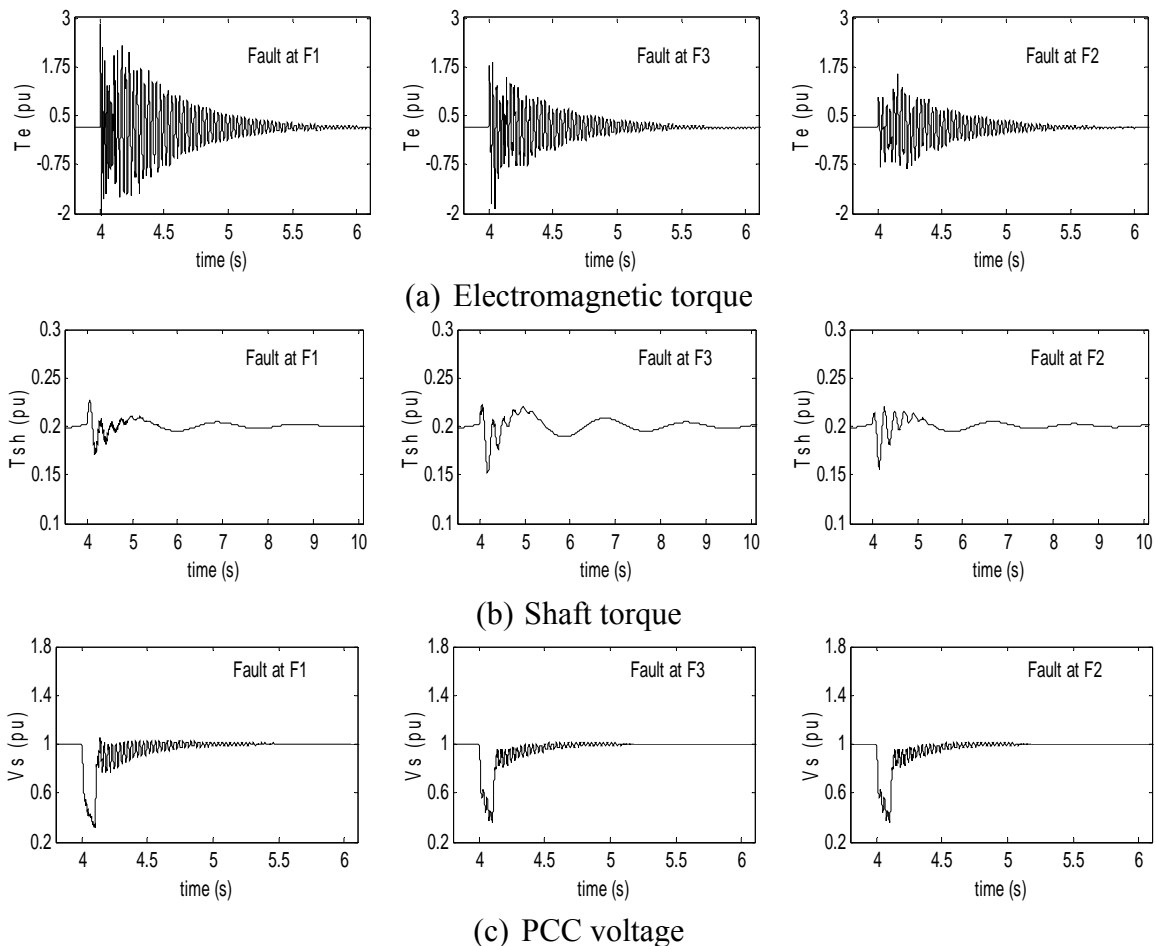 Te (pu)
3
1.75
0.5
-0.75
-2
Fault at F1
4 4.5 5 5.5 6
time (s)
Te (pu)
3
1.75
0.5
-0.75
-2
Fault at F3
4 4.5 5 5.5 6
time (s)
Te (pu)
3
1.75
0.5
-0.75
-2
Fault at F2
4 4.5 5 5.5 6
time (s)
(a) Electromagnetic torque
Tsh (pu)
0.3
0.25
0.2
0.15
0.1
Fault at F1
4 5 6 7 8 9 10
time (s)
Tsh (pu)
0.3
0.25
0.2
0.15
0.1
Fault at F3
4 5 6 7 8 9 10
time (s)
Tsh (pu)
0.3
0.25
0.2
0.15
0.1
Fault at F2
4 5 6 7 8 9 10
time (s)
(b) Shaft torque
Vs (pu)
1.8
1.4
1
0.6
0.2
Fault at F1
4 4.5 5 5.5 6
time (s)
Vs (pu)
1.8
1.4
1
0.6
0.2
Fault at F3
4 4.5 5 5.5 6
time (s)
Vs (pu)
1.8
1.4
1
0.6
0.2
Fault at F2
4 4.5 5 5.5 6
time (s)
(c) PCC voltage